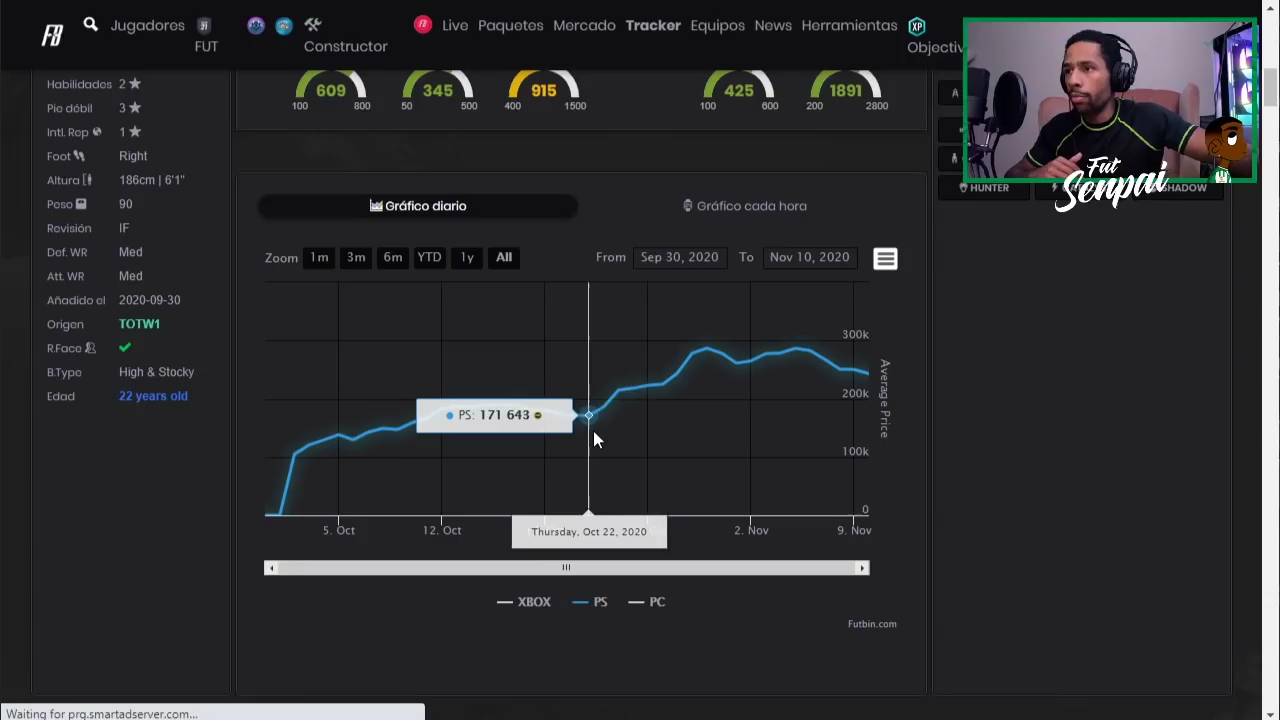 FB
Jugadores
FUT
Constructor
Live Paquetes Mercado Tracker Equipos News Herramientas
XP
Objectiv
Habilidades 2
Pie débil 3
Intl. Rep 1
Foot Right
Altura 186cm | 6'1"
Peso 90
Revisión IF
Def. WR Med
Att. WR Med
Añadido el 2020-09-30
Origen TOTW1
R.Face
B.Type High & Stocky
Edad 22 years old
609 345 915 425 1891
100 800 50 500 400 1500 100 600 200 2800
HUNTER
SHADOW
Fut
Senpai
Gráfico diario
Gráfico cada hora
Zoom 1m 3m 6m YTD 1y All
From Sep 30, 2020 To Nov 10, 2020
300k
200k
100k
0
Average Price
PS: 171 643
5. Oct 12. Oct 2. Nov 9. Nov
Thursday, Oct 22, 2020
XBOX PS PC
Futbin.com
Waiting for prg.smartadserver.com...